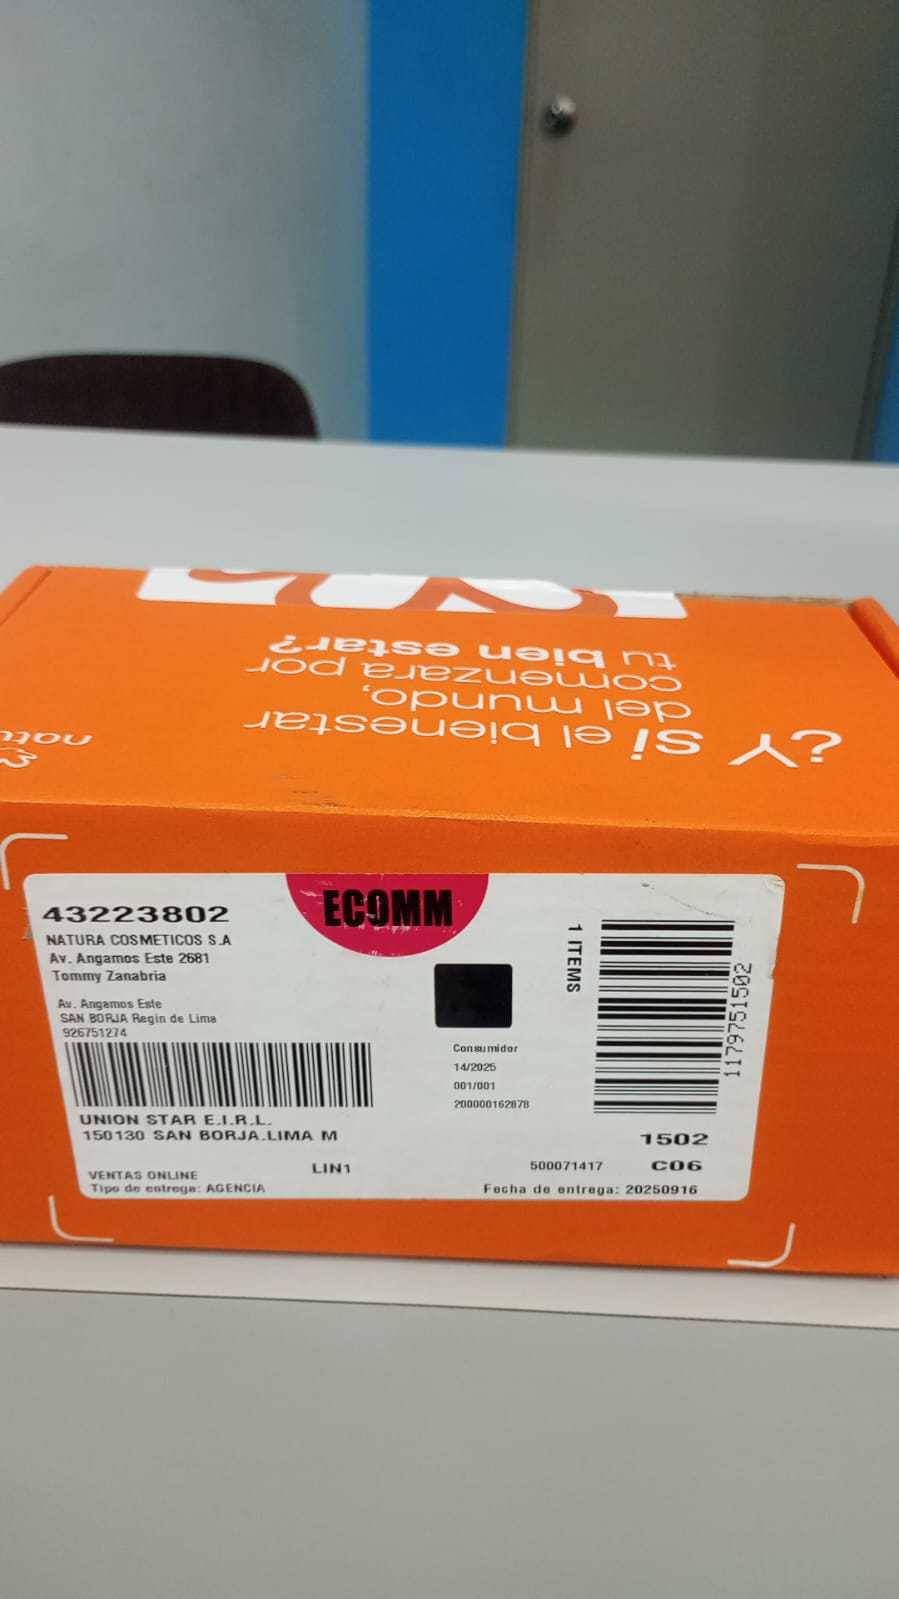 ¿Y sí el bienestar
del mundo,
comenzara por
tu bien estar?
ECOMM
43223802
NATURA COSMETICOS S.A
Av. Angamos Este 2681
Tommy Zanabria
Av. Angamos Este
SAN BORJA Regin de Lima
926751274
UNION STAR E.I.R.L.
150130 SAN BORJA.LIMA M
VENTAS ONLINE
LIN1
Tipo de entrega: AGENCIA
Consumidor
14/2025
001/001
200000162878
1 ITEMS
11797511502
1502
500071417
C06
Fecha de entrega: 20250916